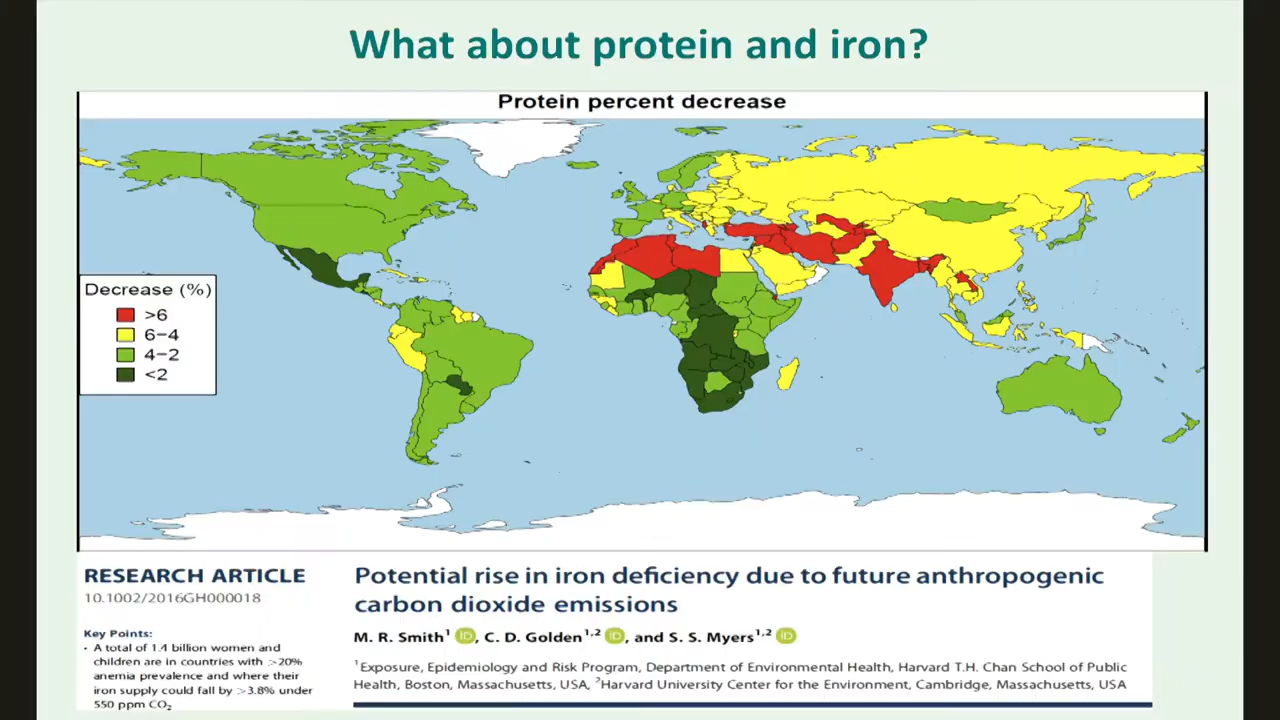 What about protein and iron?
Protein percent decrease
Decrease (%)
>6
6−4
4−2
<2
RESEARCH ARTICLE
10.1002/2016GH000018
Key Points:
• A total of 1.4 billion women and
children are in countries with >20%
anemia prevalence and where their
iron supply could fall by >3.8% under
550 ppm CO₂
Potential rise in iron deficiency due to future anthropogenic
carbon dioxide emissions
M. R. Smith¹ iD, C. D. Golden¹,² iD, and S. S. Myers¹,² iD
¹Exposure, Epidemiology and Risk Program, Department of Environmental Health, Harvard T.H. Chan School of Public
Health, Boston, Massachusetts, USA, ²Harvard University Center for the Environment, Cambridge, Massachusetts, USA